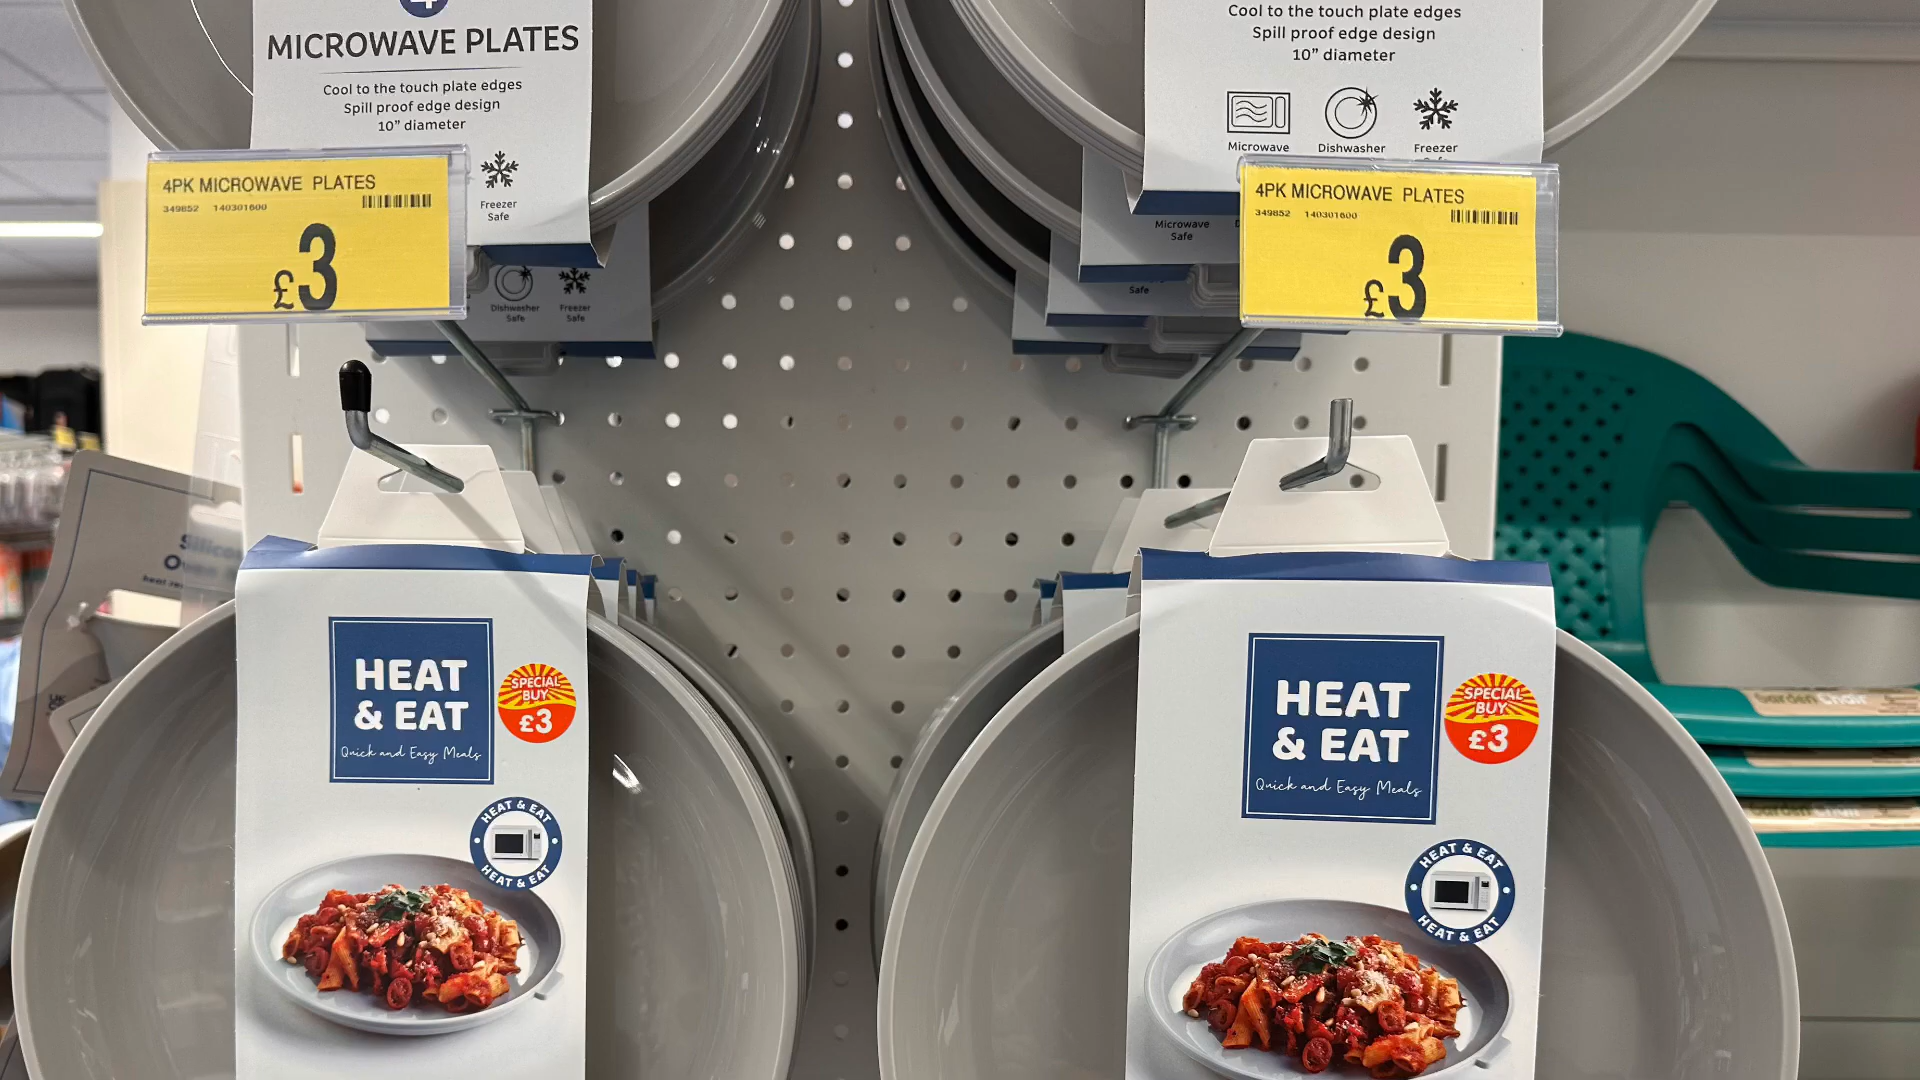 4
MICROWAVE PLATES
Cool to the touch plate edges
Spill proof edge design
10” diameter
Freezer
Safe
4PK MICROWAVE PLATES
349852 140301600
£3
Dishwasher
Safe
Freezer
Safe
Cool to the touch plate edges
Spill proof edge design
10” diameter
Microwave
Dishwasher
Freezer
Microwave
Safe
Safe
4PK MICROWAVE PLATES
349852 140301600
£3
HEAT
& EAT
Quick and Easy Meals
SPECIAL
BUY
£3
HEAT & EAT
HEAT & EAT
HEAT
& EAT
Quick and Easy Meals
SPECIAL
BUY
£3
HEAT & EAT
HEAT & EAT
Garden Chair